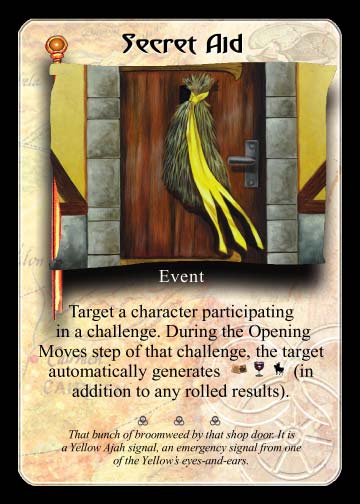 Secret Aid
Event
Target a character participating
in a challenge. During the Opening
Moves step of that challenge, the target
automatically generates (in
addition to any rolled results).
That bunch of broomweed by that shop door. It is
a Yellow Ajah signal, an emergency signal from one
of the Yellow's eyes-and-ears.